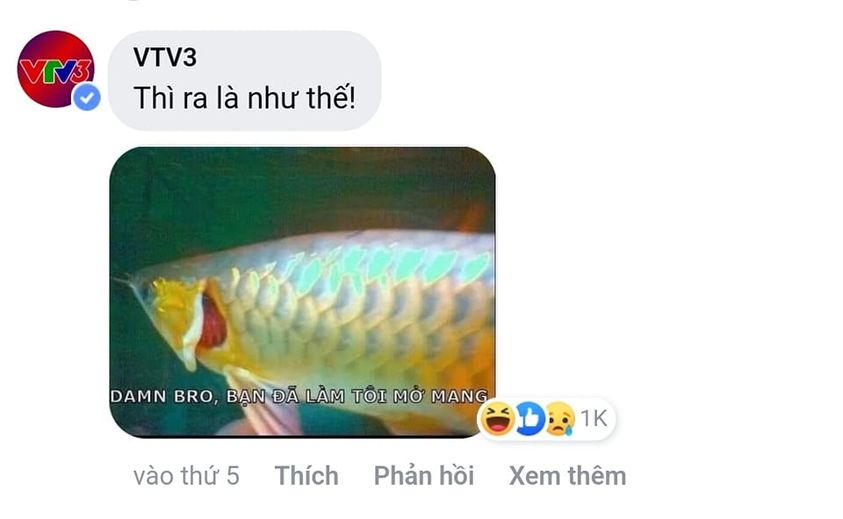 VTV3
VTV3
Thì ra là như thế!
DAMN BRO, BẠN ĐÃ LÀM TÔI MỞ MANG
1K
vào thứ 5 Thích Phản hồi Xem thêm